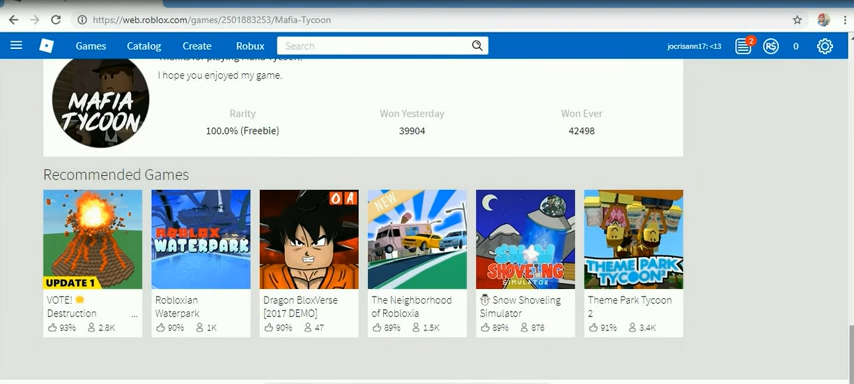 https://web.roblox.com/games/2501883253/Mafia-Tycoon
Games Catalog Create Robux Search jocrisann17: <13 2 R$ 0
I hope you enjoyed my game.
MAFIA
TYCOON
Rarity Won Yesterday Won Ever
100.0% (Freebie) 39904 42498
Recommended Games
UPDATE 1
ROBLOX
WATERPARK
OA
NEW
SNOW
SHOVELING
SIMULATOR
THEME PARK
TYCOON 2
VOTE! 
Destruction ...
93% 2.8K
Robloxian
Waterpark
90% 1K
Dragon BloxVerse
[2017 DEMO]
90% 47
The Neighborhood
of Robloxia
89% 1.5K
☃ Snow Shoveling
Simulator
89% 876
Theme Park Tycoon
2
91% 3.4K